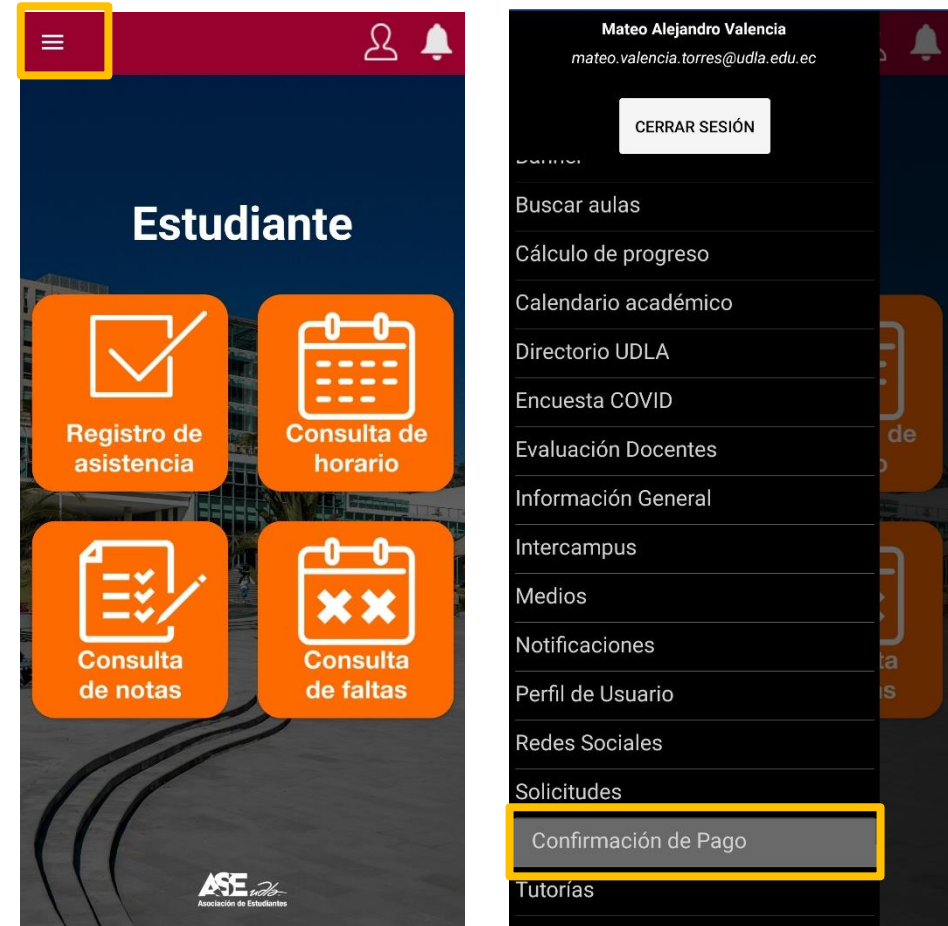 Estudiante
Registro de
asistencia
Consulta de
horario
Consulta
de notas
Consulta
de faltas
ASE udla
Asociación de Estudiantes
Mateo Alejandro Valencia
mateo.valencia.torres@udla.edu.ec
CERRAR SESIÓN
Banner
Buscar aulas
Cálculo de progreso
Calendario académico
Directorio UDLA
Encuesta COVID
de
Evaluación Docentes
Información General
Intercampus
Medios
Notificaciones
ta
Perfil de Usuario
Redes Sociales
Solicitudes
Confirmación de Pago
Tutorías